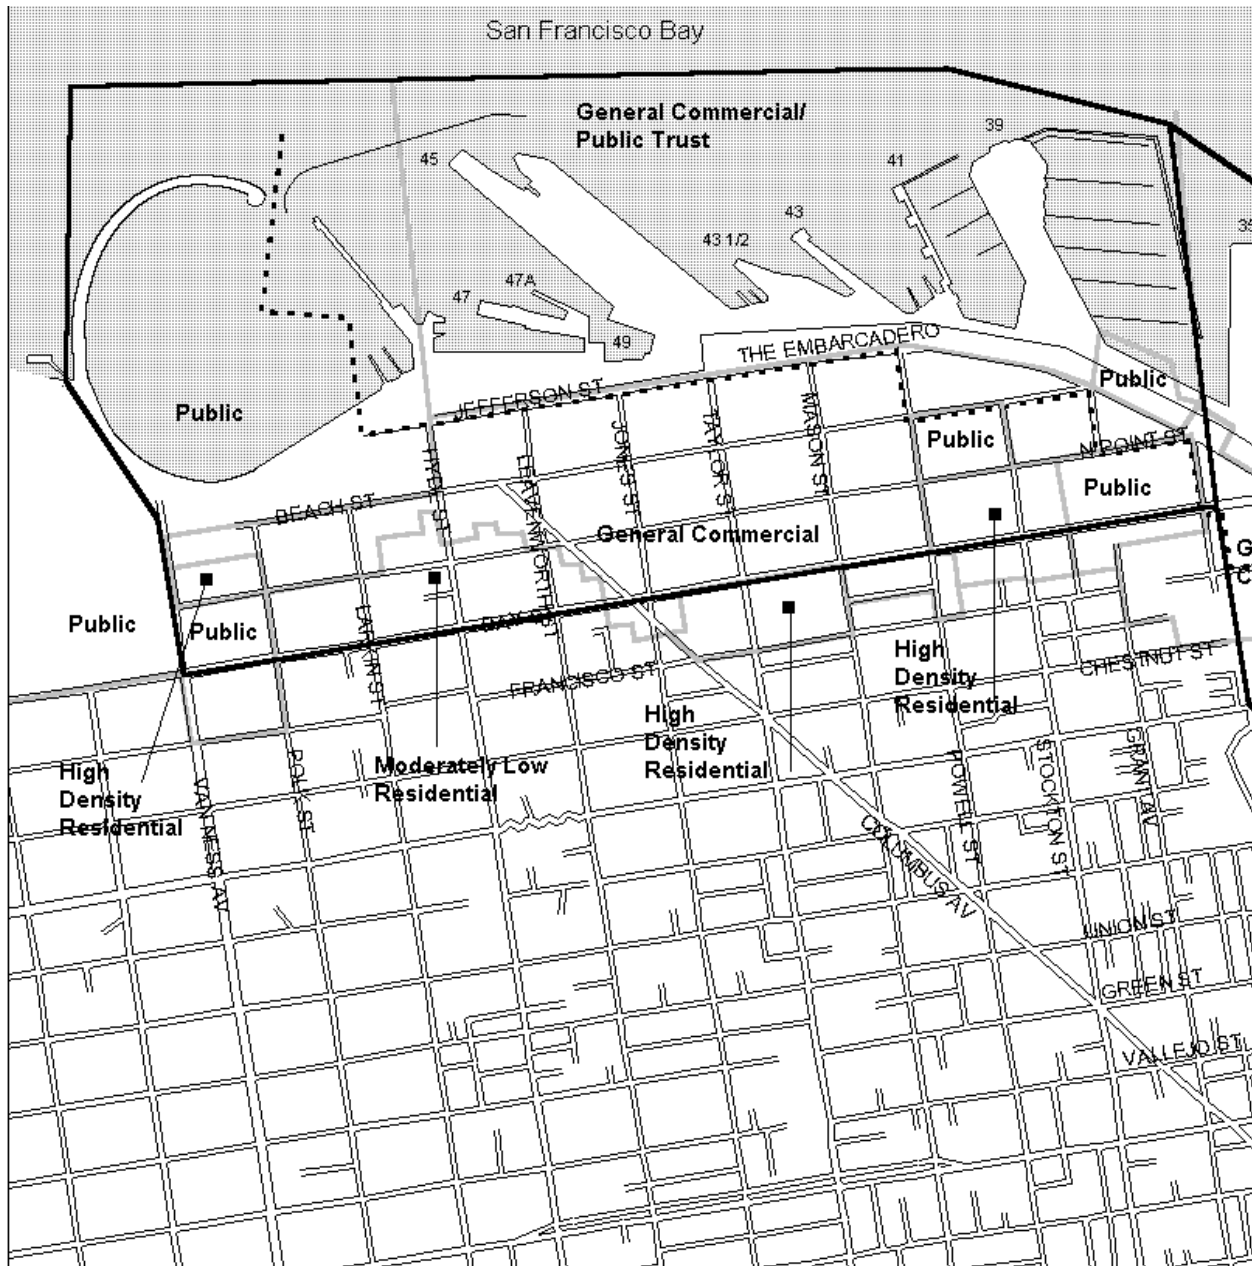 San Francisco Bay
General Commercial/
Public Trust
39
45
41
43
43 1/2
35
47A
47
49
THE EMBARCADERO
Public
JEFFERSON ST
Public
MASON ST
TAYLOR ST
JONES ST
Public
N POINT ST
HYDE ST
LEAVENWORTH ST
Public
BEACH ST
General Commercial
G
C
Public
Public
BAY
LARKIN ST
High
Density
Residential
CHESTNUT ST
FRANCISCO ST
High
Density
Residential
Moderately Low
Residential
High
Density
Residential
VAN NESS AV
POLK ST
POWELL ST
STOCKTON ST
GRANT AV
COLUMBUS AV
UNION ST
GREEN ST
VALLEJO ST